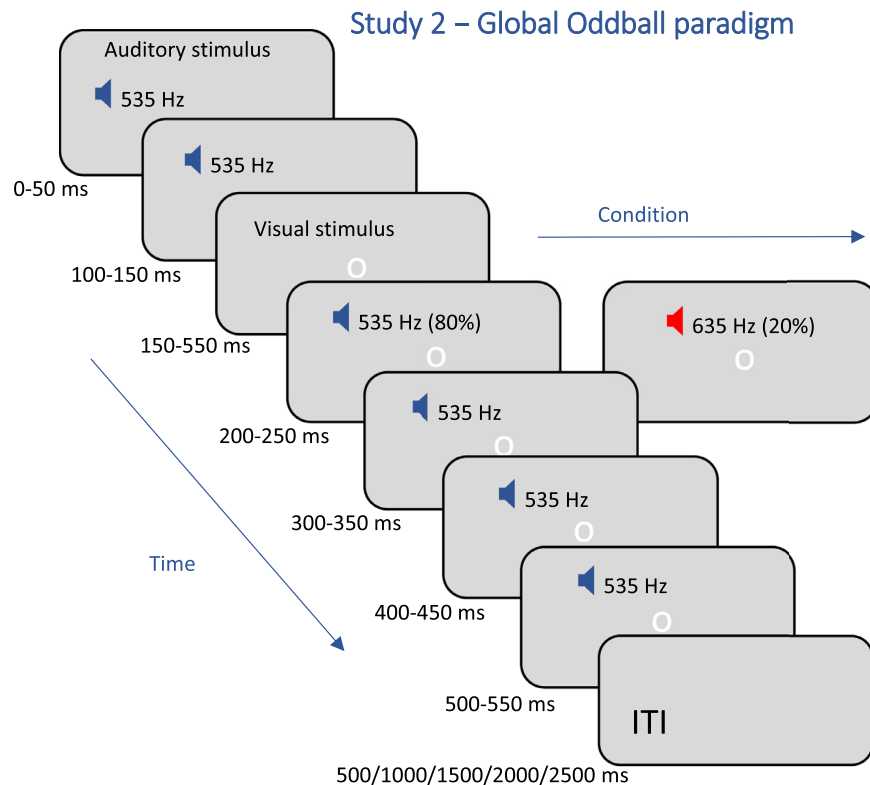 Study 2 – Global Oddball paradigm
Auditory stimulus
535 Hz
0-50 ms
535 Hz
100-150 ms
Visual stimulus
O
150-550 ms
Condition
535 Hz (80%)
O
200-250 ms
635 Hz (20%)
O
535 Hz
O
300-350 ms
535 Hz
O
400-450 ms
Time
535 Hz
O
500-550 ms
ITI
500/1000/1500/2000/2500 ms